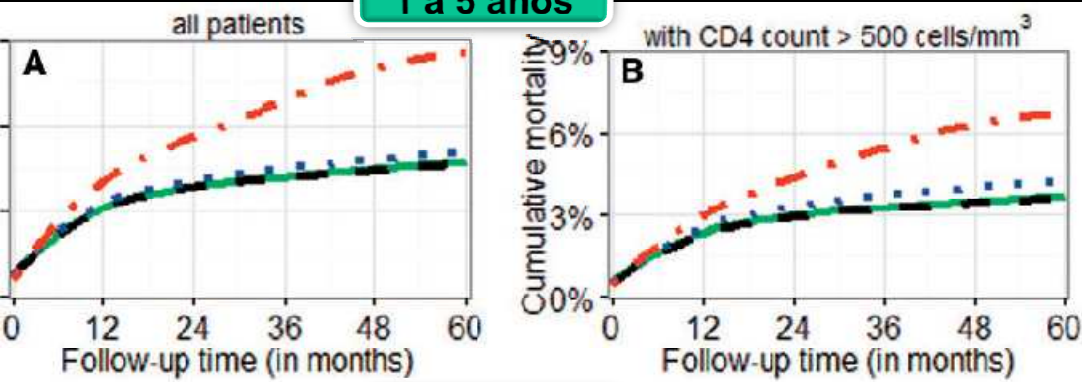 1 a 5 años
all patients
A
0 12 24 36 48 60
Follow-up time (in months)
with CD4 count > 500 cells/mm³
B
Cumulative mortality
9%
6%
3%
0%
0 12 24 36 48 60
Follow-up time (in months)